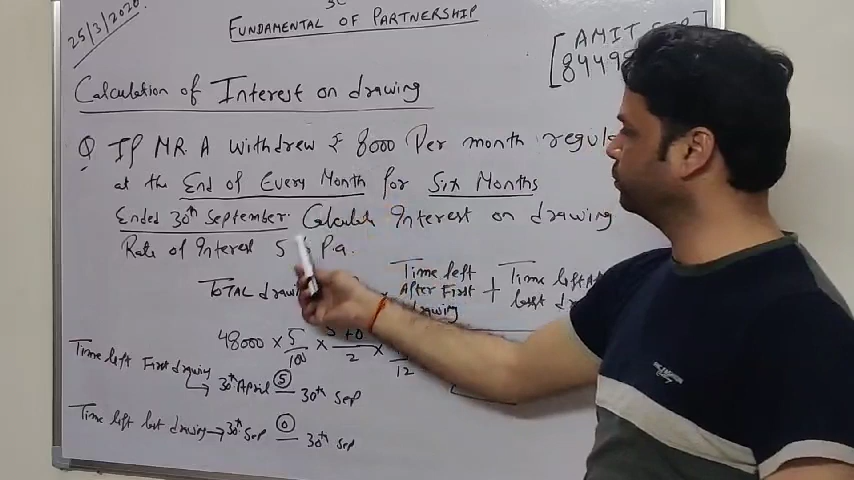 25/3/2020
FUNDAMENTAL OF PARTNERSHIP
AMIT
Calculation of Interest on drawing
Q If MR. A withdrew ₹ 8000 Per month regul
at the End of Every Month for Six Months
Ended 30th September. Calculate Interest on drawing
Rate of Interest 5 P.a.
Total drawi
Time left
After First
drawing
+ Time left Af
last d
48000 × 5/100 × 5+0/2 × /12
Time left First drawing
30th April 5 30th Sep
Time left last drawing → 30th Sep 0 30th Sep